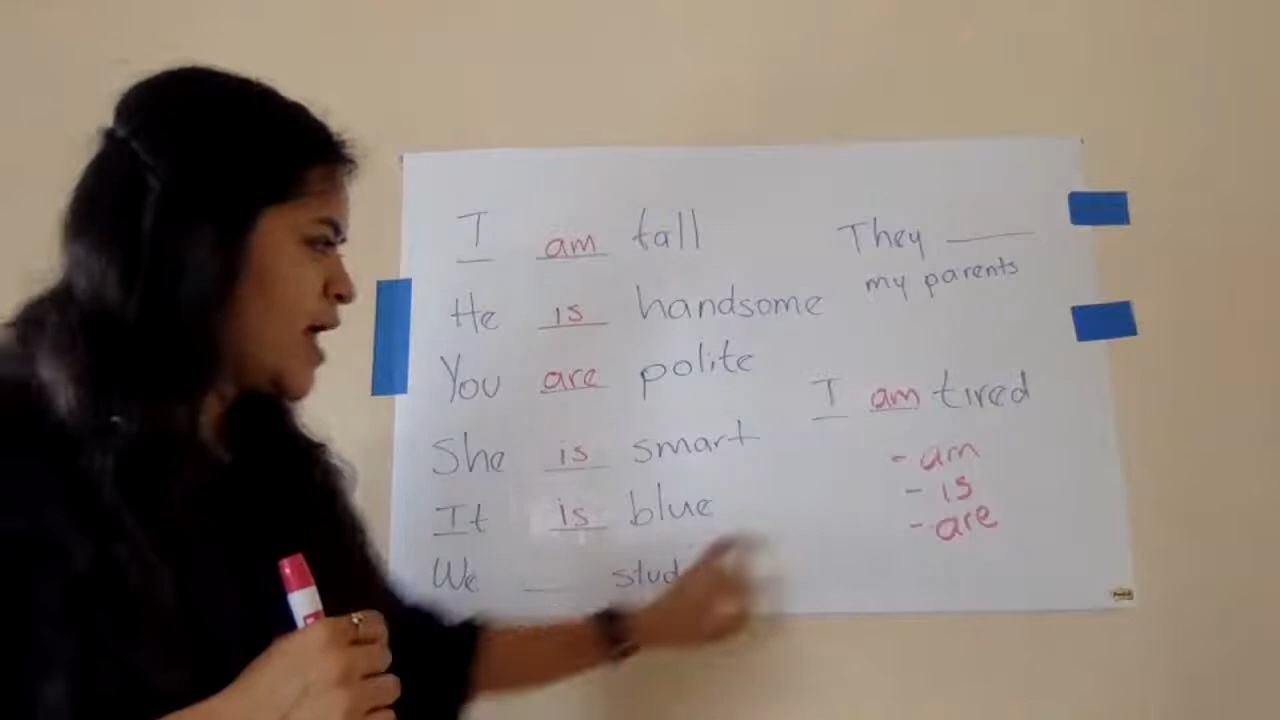 I am tall
He is handsome
You are polite
She is smart
It is blue
We ___
They ___
my parents
I am tired
- am
- is
- are